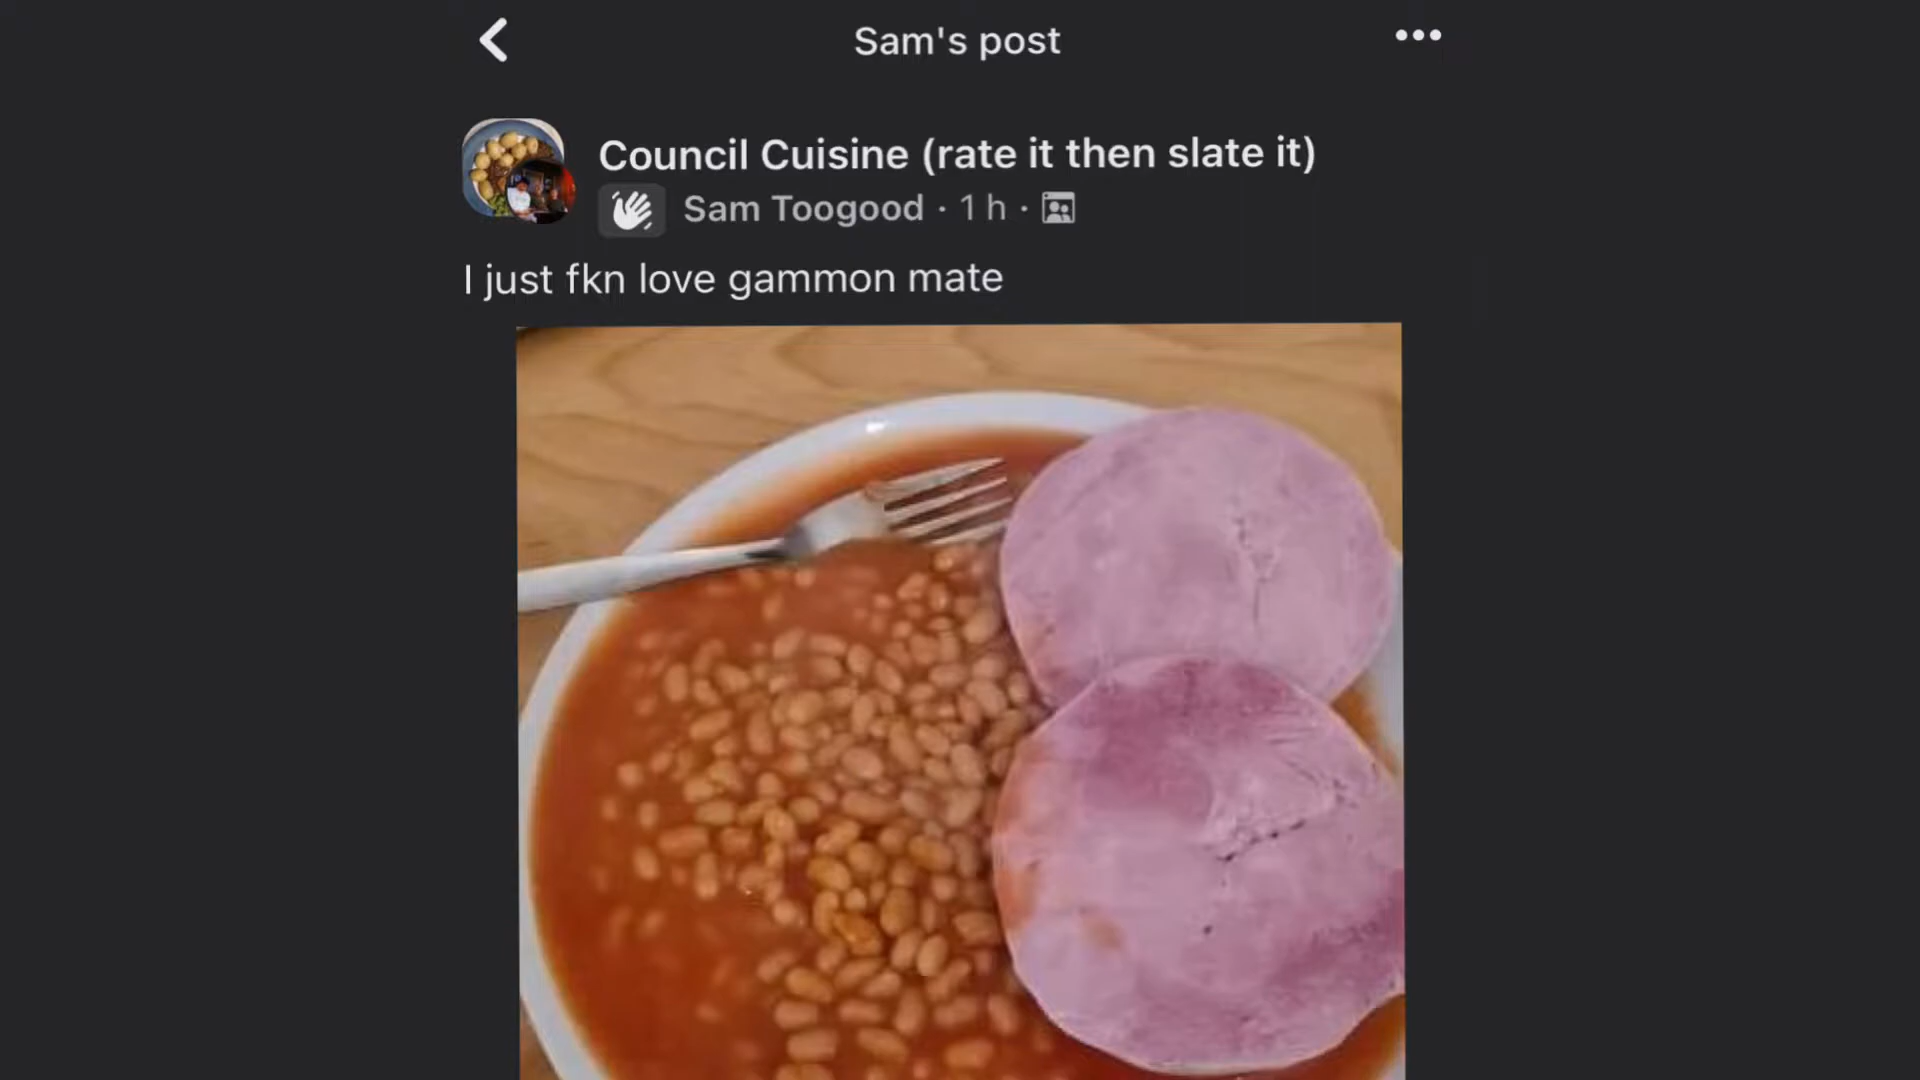 Sam's post
Council Cuisine (rate it then slate it)
Sam Toogood · 1 h ·
I just fkn love gammon mate